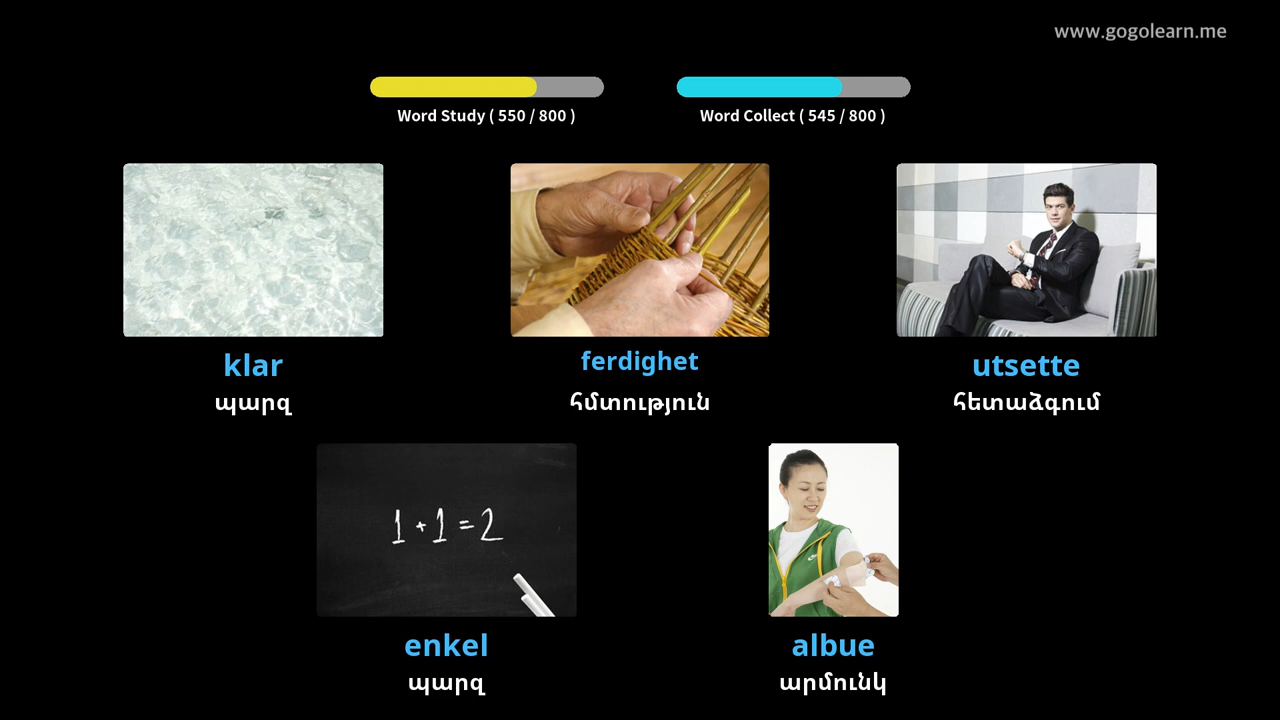 www.gogolearn.me
Word Study ( 550 / 800 )
Word Collect ( 545 / 800 )
klar
պարզ
ferdighet
հմտություն
utsette
հետաձգում
1 + 1 = 2
enkel
պարզ
albue
արմունկ